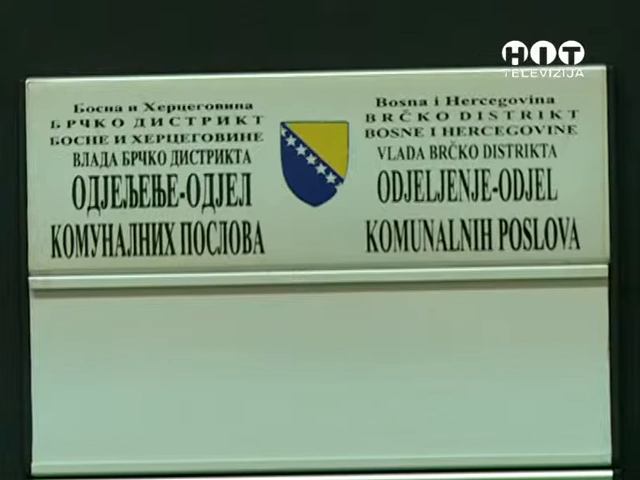 HIT
TELEVIZIJA
Босна и Херцеговина
БРЧКО ДИСТРИКТ
БОСНЕ И ХЕРЦЕГОВИНЕ
ВЛАДА БРЧКО ДИСТРИКТА
ОДЈЕЉЕЊЕ-ОДЈЕЛ
КОМУНАЛНИХ ПОСЛОВА
Bosna i Hercegovina
BRČKO DISTRIKT
BOSNE I HERCEGOVINE
VLADA BRČKO DISTRIKTA
ODJELJENJE-ODJEL
KOMUNALNIH POSLOVA